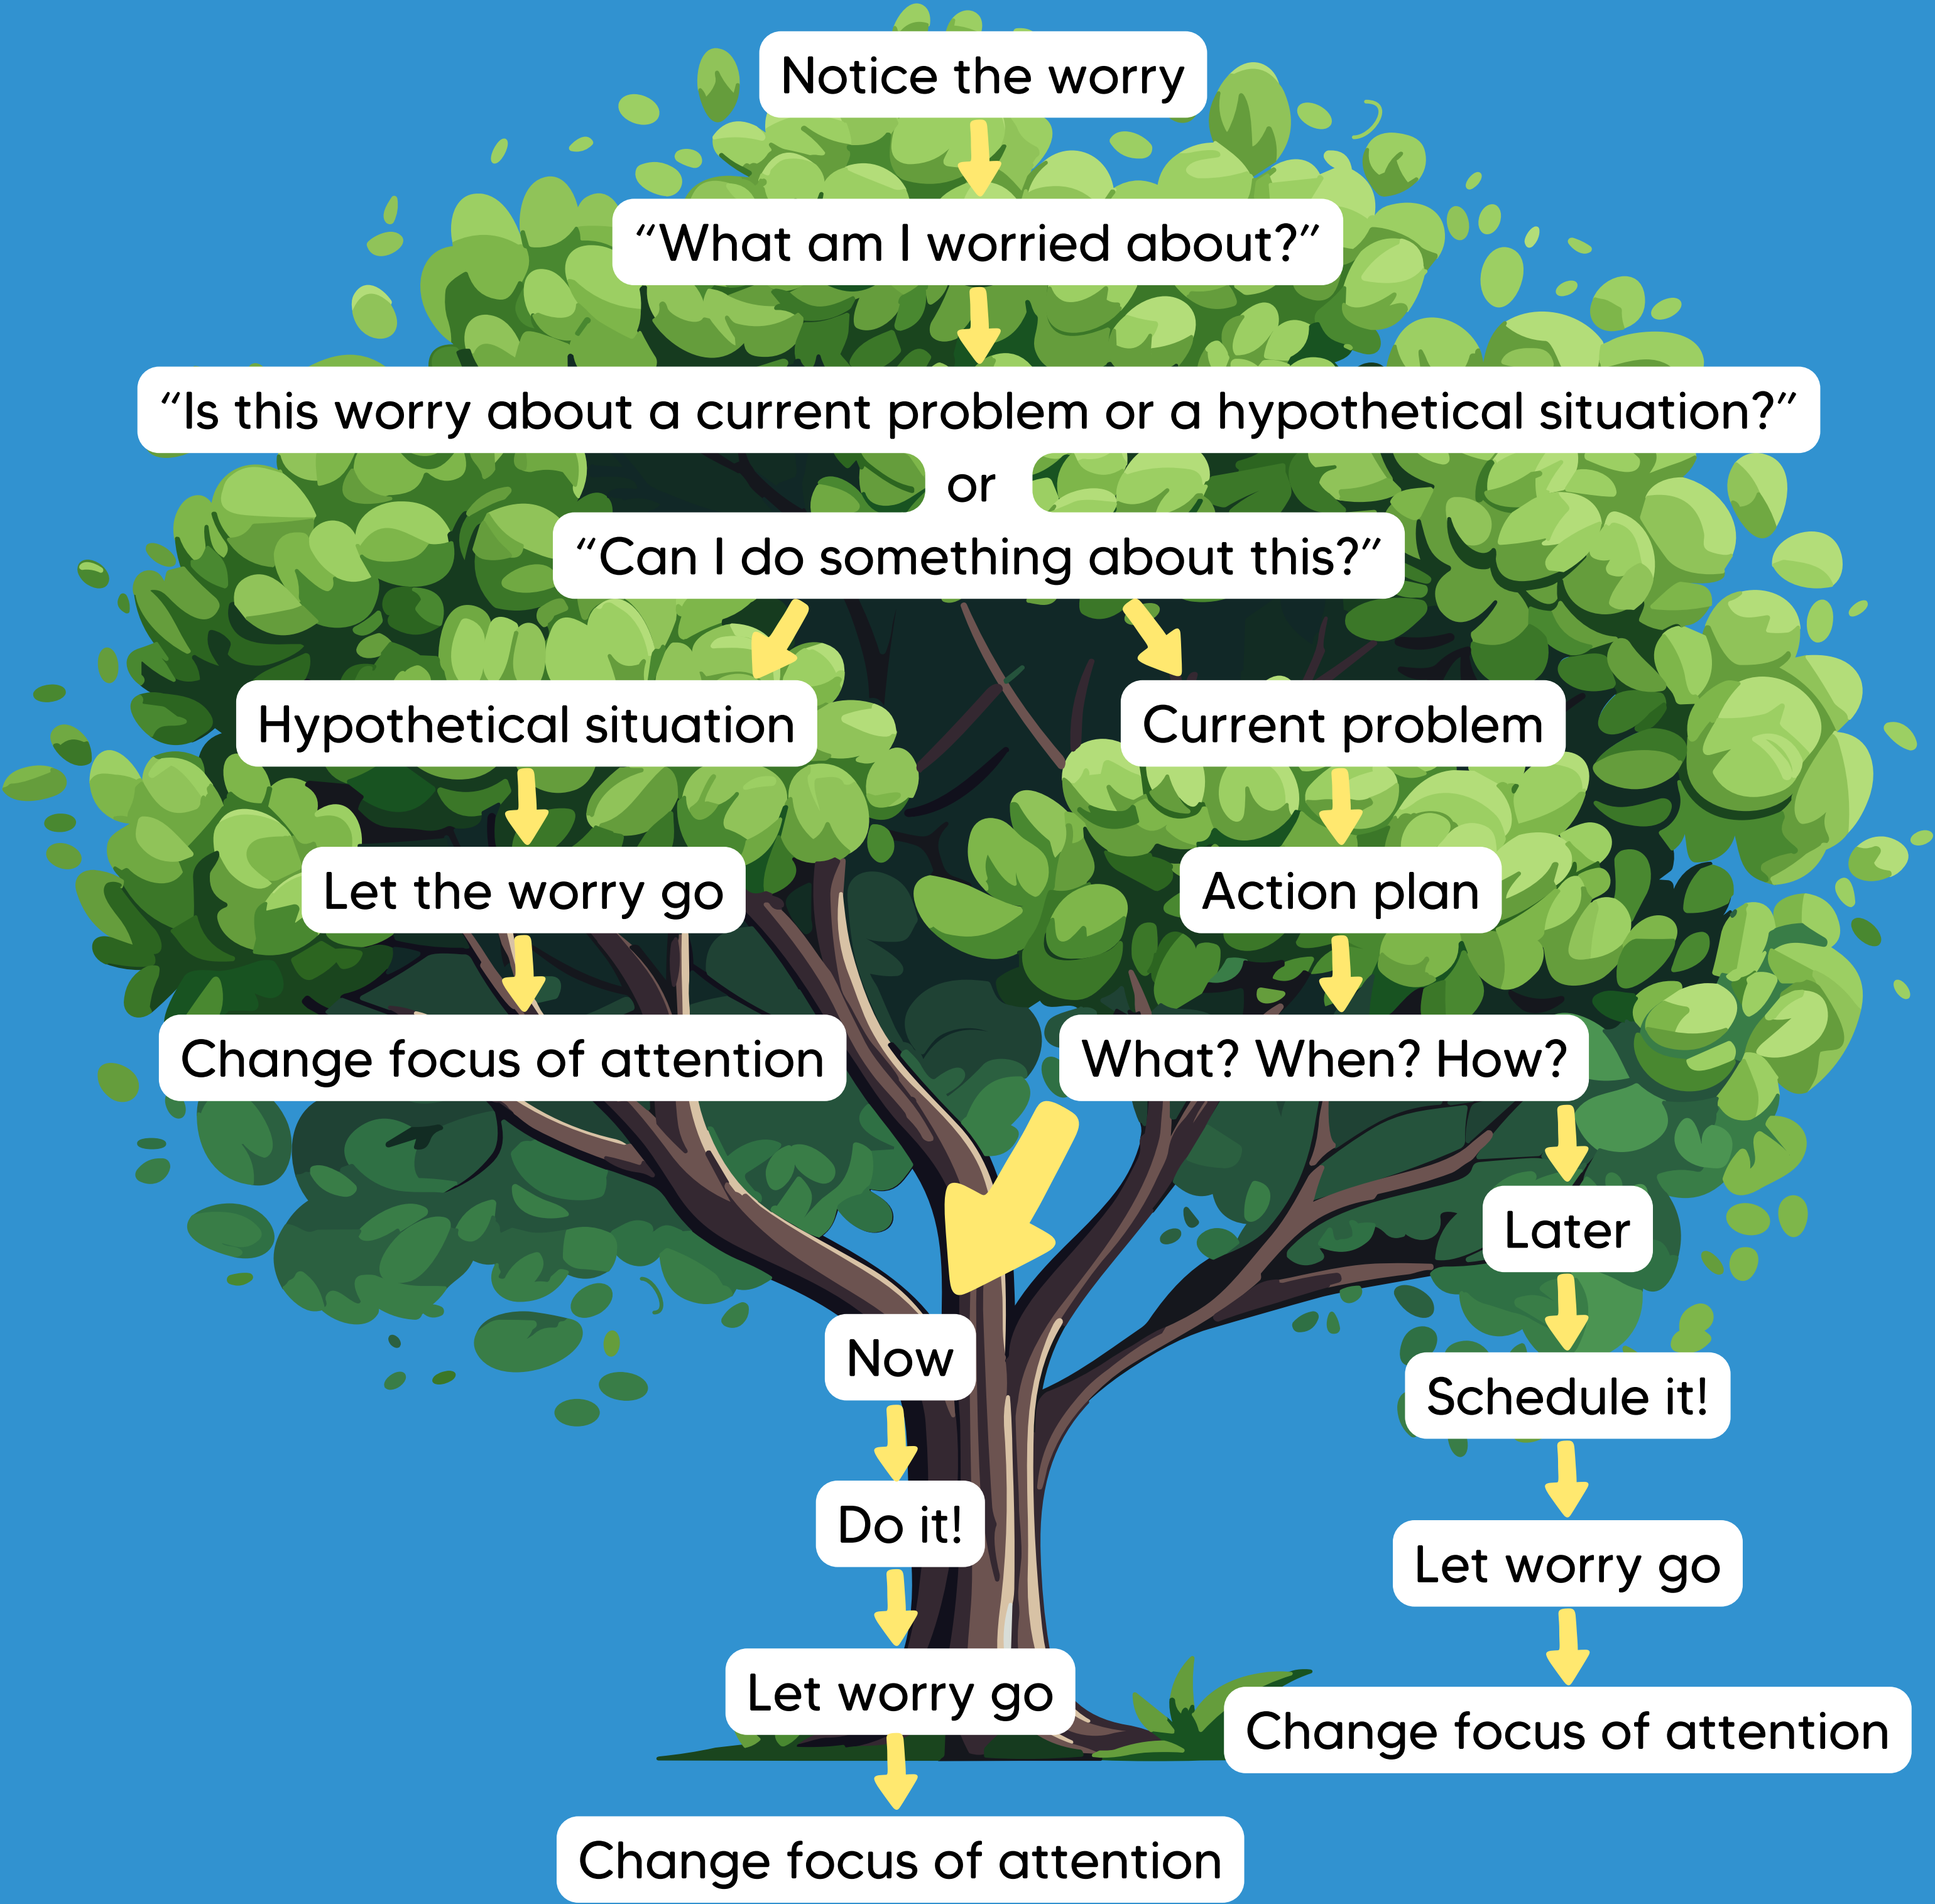 Notice the worry
“What am I worried about?”
“Is this worry about a current problem or a hypothetical situation?”
or
“Can I do something about this?”
Hypothetical situation
Current problem
Let the worry go
Action plan
Change focus of attention
What? When? How?
Later
Now
Schedule it!
Do it!
Let worry go
Let worry go
Change focus of attention
Change focus of attention